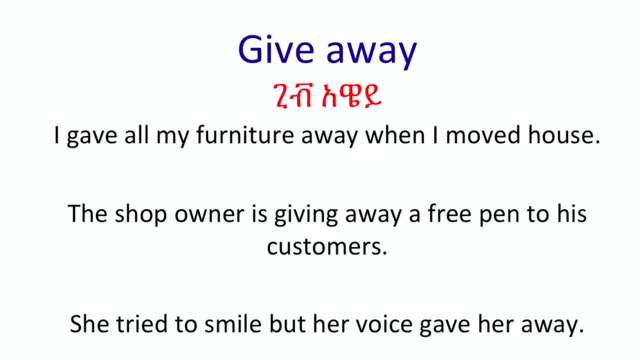 Give away
ጊቭ አዌይ
I gave all my furniture away when I moved house.
The shop owner is giving away a free pen to his
customers.
She tried to smile but her voice gave her away.